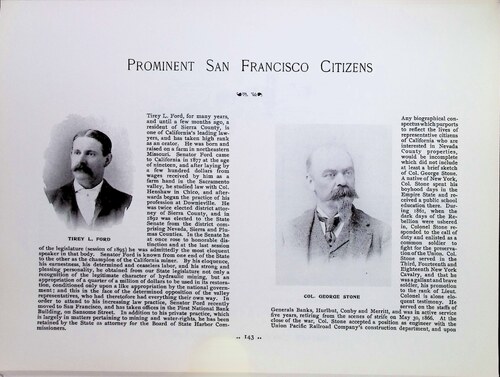 PROMINENT SAN FRANCISCO CITIZENS
Tirey L. Ford, for many years,
and until a few months ago, a
resident of Sierra County, is
one of California's leading law-
yers, and has taken high rank
as an orator. He was born and
raised on a farm in northeastern
Missouri. Senator Ford came
to California in 1877 at the age
of nineteen, and after laying by
a few hundred dollars from
wages received by him as a
farm hand in the Sacramento
valley, he studied law with Col.
Henshaw in Chico, and after-
wards began the practice of his
profession at Downieville. He
was twice elected district attor-
ney of Sierra County, and in
1892 was elected to the State
Senate from the district com-
prising Nevada, Sierra and Plu-
mas Counties. In the Senate he
at once rose to honorable dis-
tinction and at the last session
TIREY L. FORD
of the legislature (session of 1895) he was admittedly the most eloquent
speaker in that body. Senator Ford is known from one end of the State
to the other as the champion of the California miner. By his eloquence,
his earnestness, his determined and ceaseless labor, and his strong and
pleasing personality, he obtained from our State legislature not only a
recognition of the legitimate character of hydraulic mining, but an
appropriation of a quarter of a million of dollars to be used in its restora-
tion, conditioned only upon a like appropriation by the national govern-
ment; and this in the face of the determined opposition of the valley
representatives, who had theretofore had everything their own way. In
order to attend to his increasing law practice, Senator Ford recently
moved to San Francisco, and has taken offices in the First National Bank
Building, on Sansome Street. In addition to his private practice, which
is largely in matters pertaining to mining and water-rights, he has been
retained by the State as attorney for the Board of State Harbor Com-
missioners.
Any biographical con-
spectus which purports
to reflect the lives of
representative citizens
of California who are
interested in Nevada
County properties,
would be incomplete
which did not include
at least a brief sketch
of Col. George Stone.
A native of New York,
Col. Stone spent his
boyhood days in the
Empire State and re-
ceived a public school
education there. Dur-
ing 1861, when the
dark days of the Re-
bellion were ushered
in, Colonel Stone re-
sponded to the call of
duty and enlisted as a
common soldier to
fight for the preserva-
tion of the Union. Col.
Stone served in the
Third, Fourteenth and
Eighteenth New York
Cavalry, and that he
was a gallant and brave
soldier, his promotion
to the rank of Lieut.
Colonel is alone elo-
quent testimony. He
served on the staffs of
COL. GEORGE STONE
Generals Banks, Hurlbut, Canby and Merritt, and was in active service
five years, retiring from the scenes of strife on May 30, 1866. At the
close of the war, Col. Stone accepted a position as engineer with the
Union Pacific Railroad Company's construction department, and upon
143